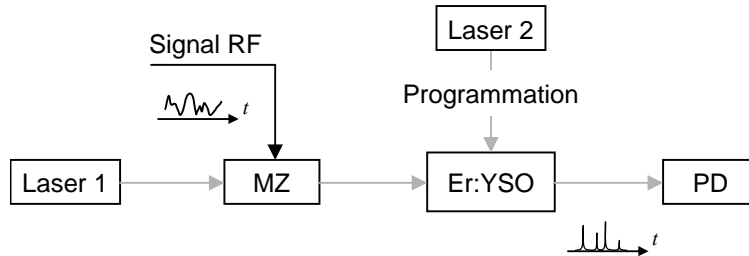 Laser 2
Signal RF
Programmation
t
Laser 1
MZ
Er:YSO
PD
t